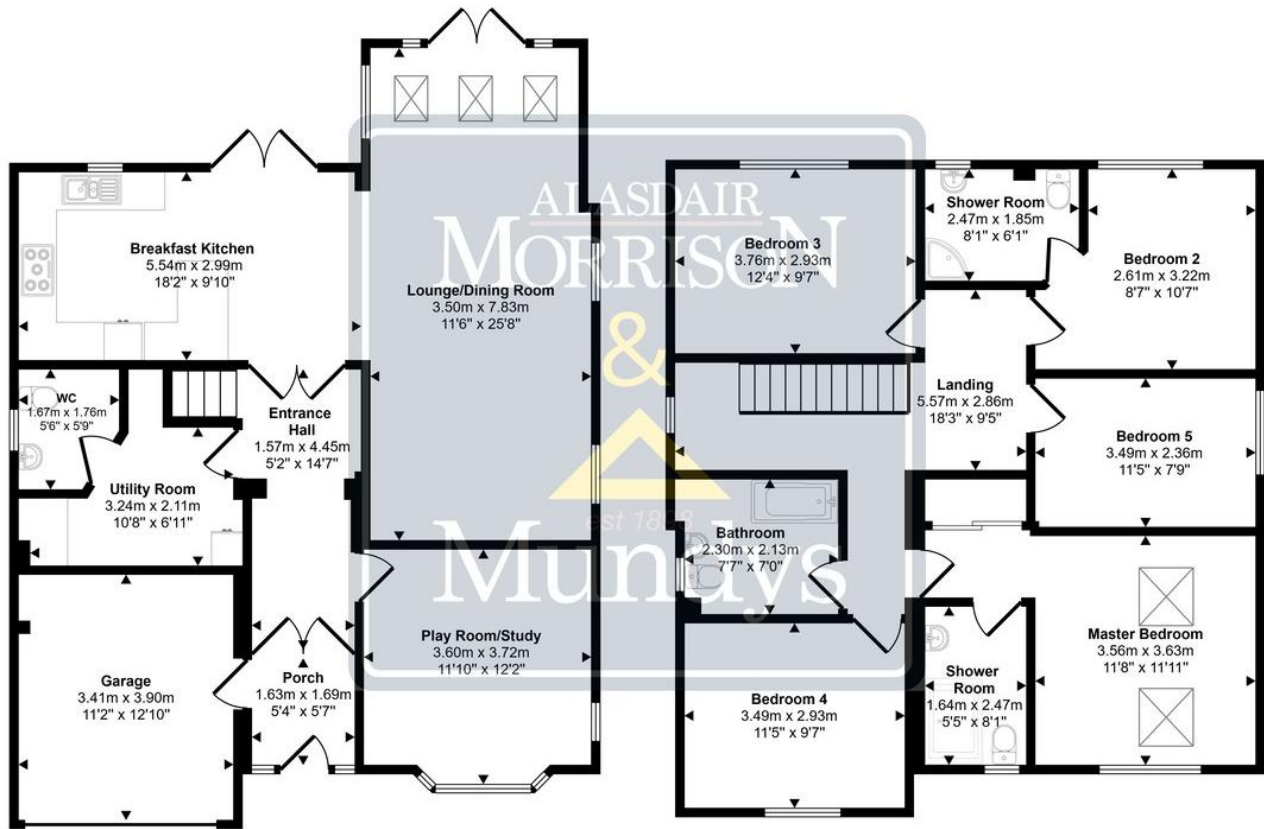 Breakfast Kitchen
5.54m x 2.99m
18'2" x 9'10"
Lounge/Dining Room
3.50m x 7.83m
11'6" x 25'8"
WC
1.67m x 1.76m
5'6" x 5'9"
Entrance
Hall
1.57m x 4.45m
5'2" x 14'7"
Utility Room
3.24m x 2.11m
10'8" x 6'11"
Garage
3.41m x 3.90m
11'2" x 12'10"
Porch
1.63m x 1.69m
5'4" x 5'7"
Play Room/Study
3.60m x 3.72m
11'10" x 12'2"
Bedroom 3
3.76m x 2.93m
12'4" x 9'7"
Shower Room
2.47m x 1.85m
8'1" x 6'1"
Bedroom 2
2.61m x 3.22m
8'7" x 10'7"
Landing
5.57m x 2.86m
18'3" x 9'5"
Bedroom 5
3.49m x 2.36m
11'5" x 7'9"
Bathroom
2.30m x 2.13m
7'7" x 7'0"
Bedroom 4
3.49m x 2.93m
11'5" x 9'7"
Shower
Room
1.64m x 2.47m
5'5" x 8'1"
Master Bedroom
3.56m x 3.63m
11'8" x 11'11"
ALASDAIR
MORRISON
&
est 1898
Mundys